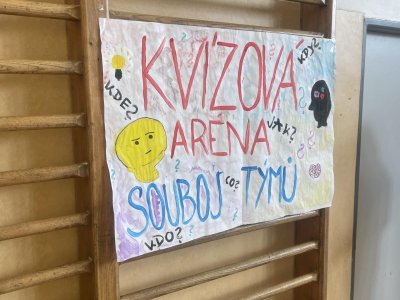 KVÍZOVÁ
KDY?
KDE?
ARÉNA
JAK?
SOUBOJ TÝMŮ
CO?
KDO?